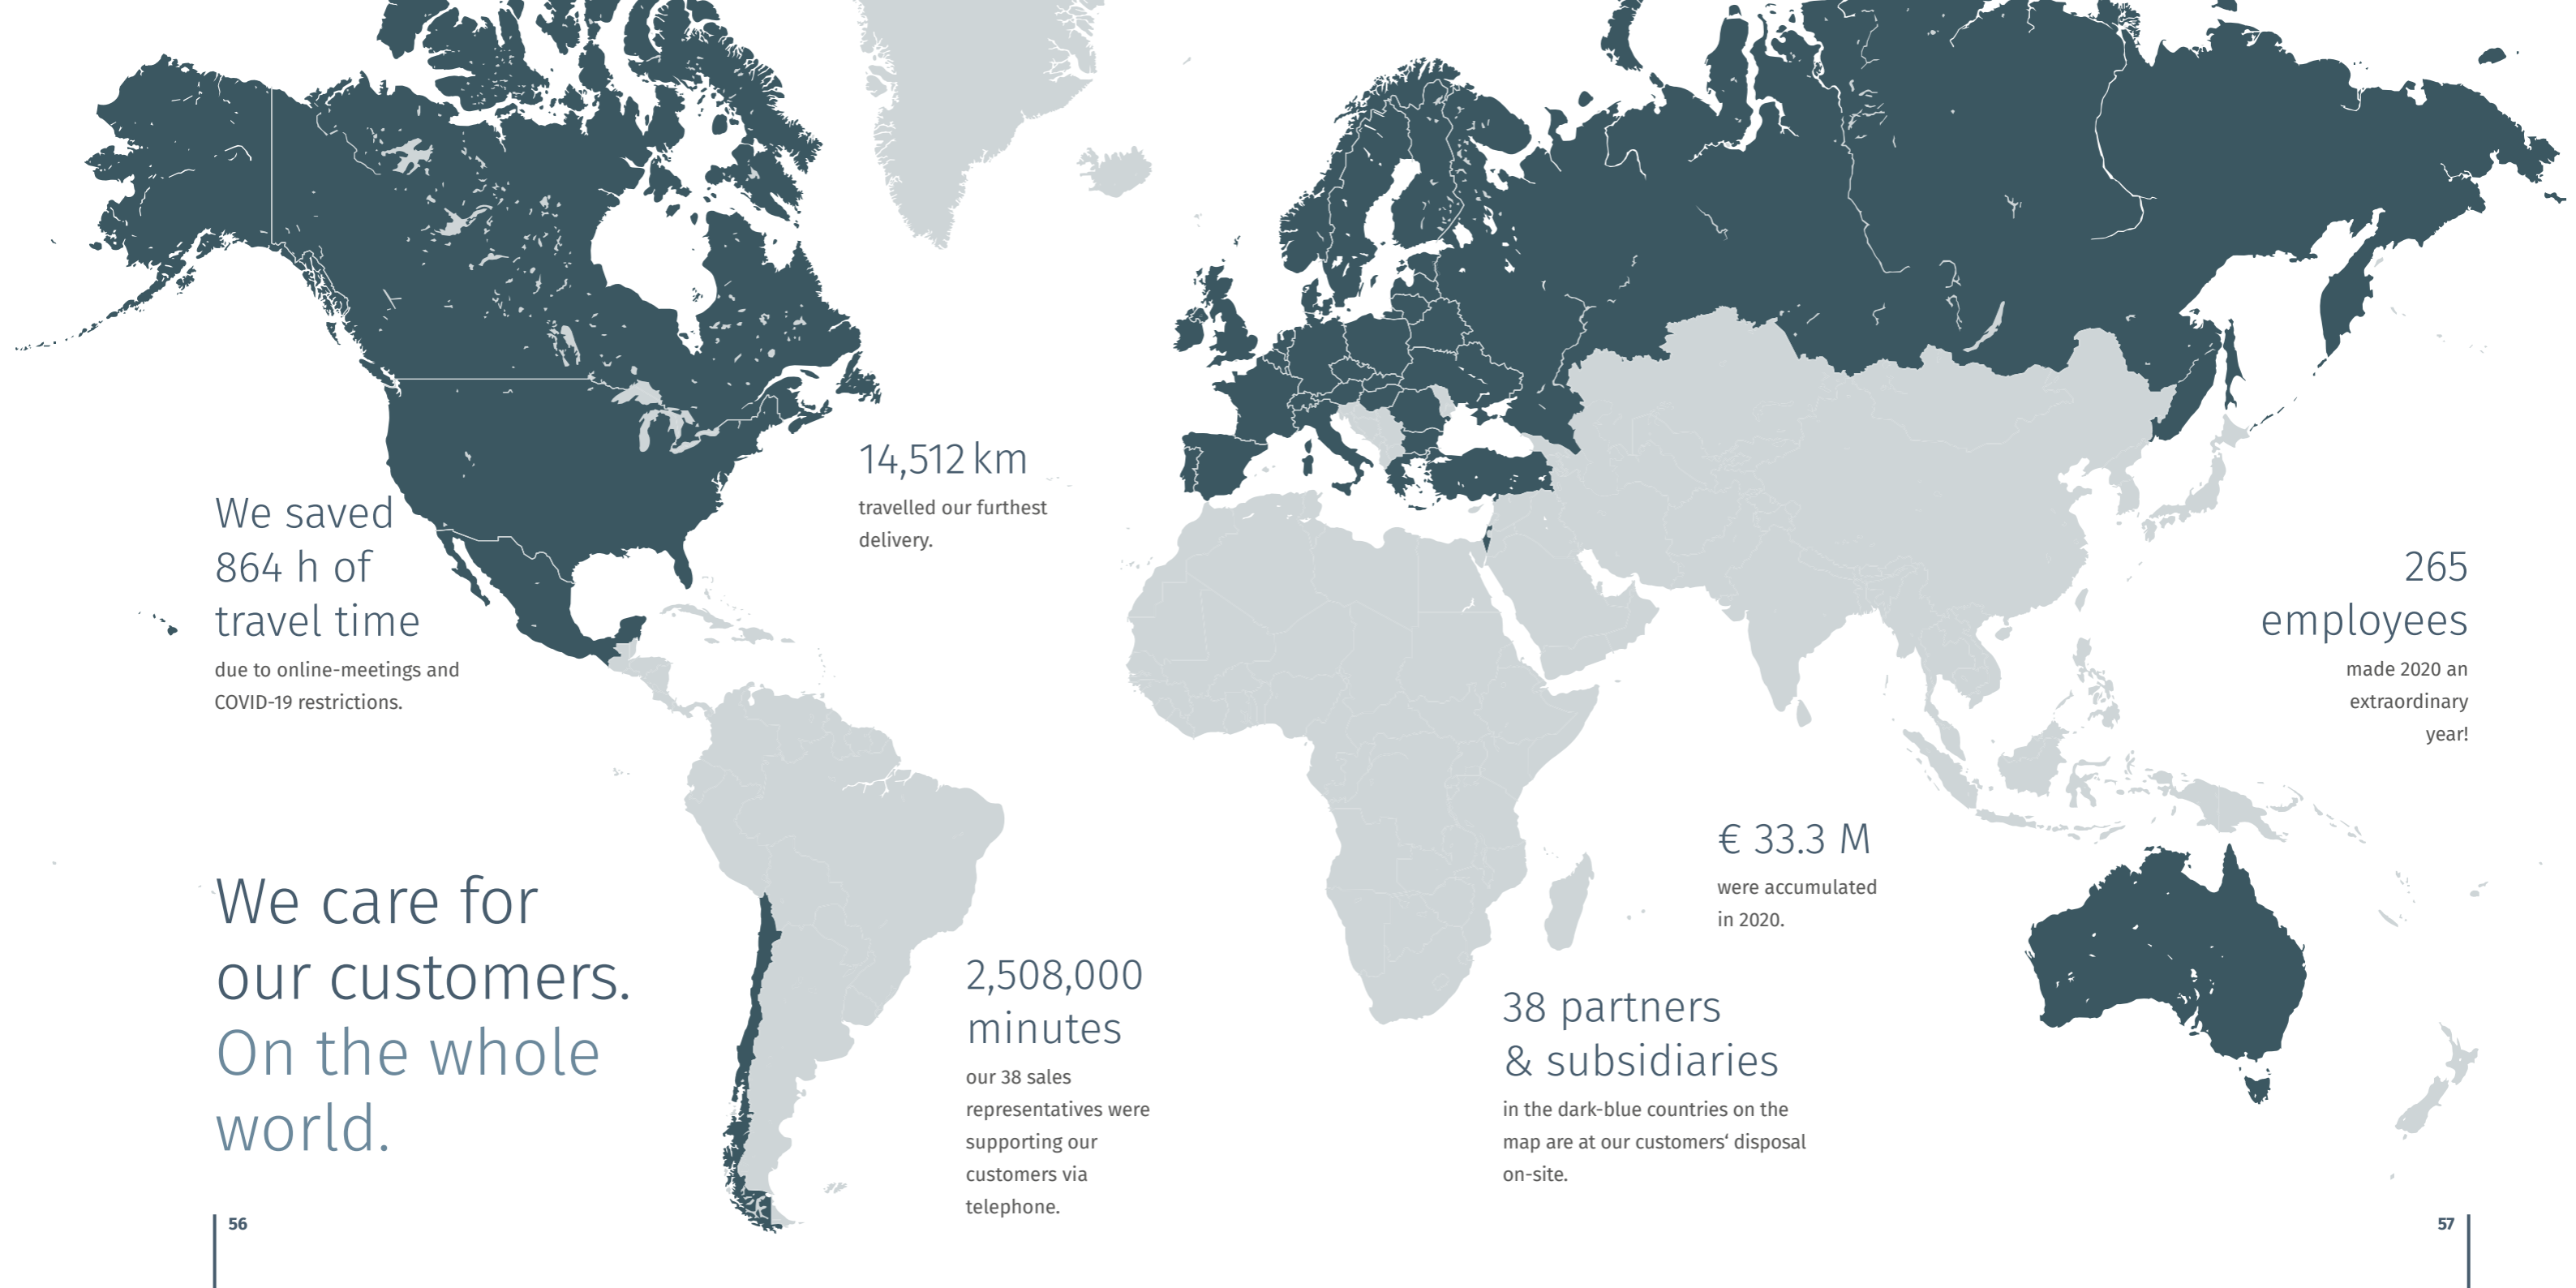 We saved
864 h of
travel time
due to online-meetings and
COVID-19 restrictions.
14,512 km
travelled our furthest
delivery.
265
employees
made 2020 an
extraordinary
year!
We care for
our customers.
On the whole
world.
2,508,000
minutes
our 38 sales
representatives were
supporting our
customers via
telephone.
€ 33.3 M
were accumulated
in 2020.
38 partners
& subsidiaries
in the dark-blue countries on the
map are at our customers‘ disposal
on-site.
56
57